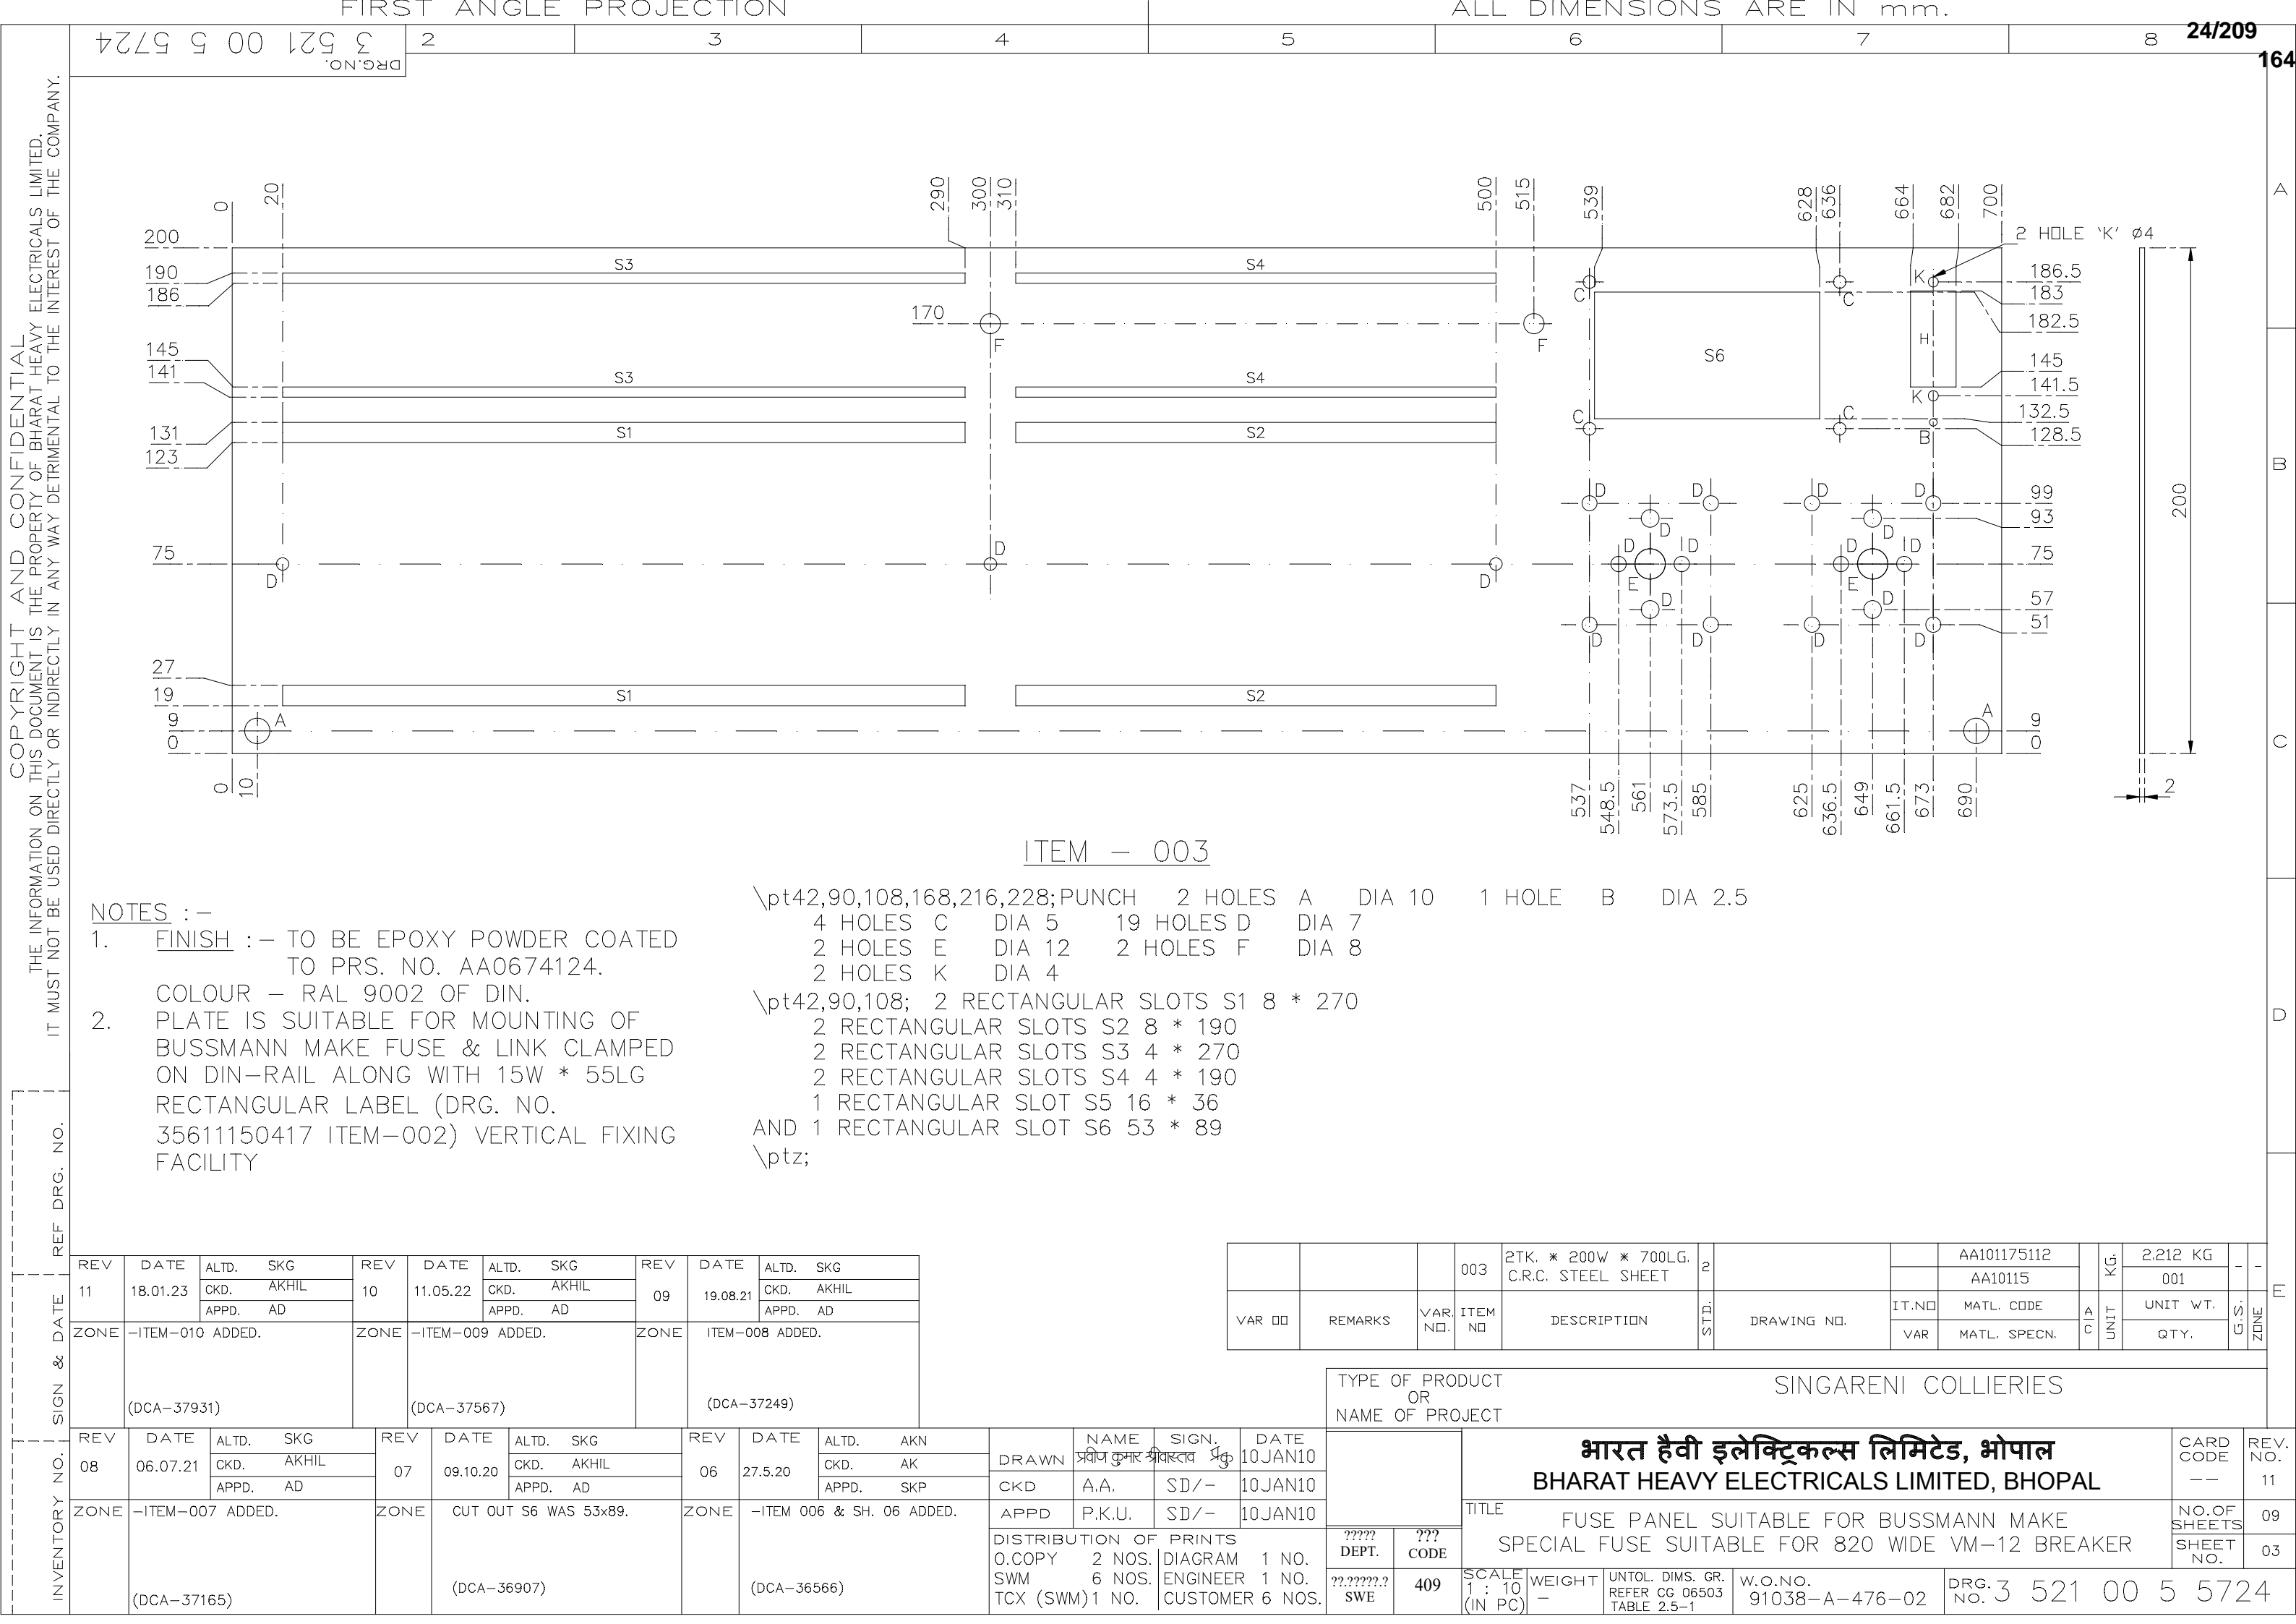 FIRST ANGLE PROJECTION
ALL DIMENSIONS ARE IN mm.
24/209
164
DRG.NO. 3 521 00 5 5724
2 3 4 5 6 7 8
A
B
C
D
E
COPYRIGHT AND CONFIDENTIAL
THE INFORMATION ON THIS DOCUMENT IS THE PROPERTY OF BHARAT HEAVY ELECTRICALS LIMITED.
IT MUST NOT BE USED DIRECTLY OR INDIRECTLY IN ANY WAY DETRIMENTAL TO THE INTEREST OF THE COMPANY.
REF DRG. NO.
SIGN & DATE
INVENTORY NO.
0 20 290 300 310 500 515 539 628 636 664 682 700
2 HOLE 'K' ø4
200
190
186
145
141
131
123
75
27
19
9
0
170
S3 S4
F F
S3 S4
S1 S2
D D D
S1 S2
A A
C C
S6
C C
K
H
K
B
D D D D
D D
D D D D
E E
D D
D D D D
186.5
183
182.5
145
141.5
132.5
128.5
99
93
75
57
51
9
0
200
2
0 10 537 548.5 561 573.5 585 625 636.5 649 661.5 673 690
ITEM - 003
NOTES :-
1. FINISH :- TO BE EPOXY POWDER COATED
TO PRS. NO. AA0674124.
COLOUR - RAL 9002 OF DIN.
2. PLATE IS SUITABLE FOR MOUNTING OF
BUSSMANN MAKE FUSE & LINK CLAMPED
ON DIN-RAIL ALONG WITH 15W * 55LG
RECTANGULAR LABEL (DRG. NO.
35611150417 ITEM-002) VERTICAL FIXING
FACILITY
\pt42,90,108,168,216,228;PUNCH 2 HOLES A DIA 10 1 HOLE B DIA 2.5
4 HOLES C DIA 5 19 HOLES D DIA 7
2 HOLES E DIA 12 2 HOLES F DIA 8
2 HOLES K DIA 4
\pt42,90,108; 2 RECTANGULAR SLOTS S1 8 * 270
2 RECTANGULAR SLOTS S2 8 * 190
2 RECTANGULAR SLOTS S3 4 * 270
2 RECTANGULAR SLOTS S4 4 * 190
1 RECTANGULAR SLOT S5 16 * 36
AND 1 RECTANGULAR SLOT S6 53 * 89
\ptz;
REV 11 DATE 18.01.23 ALTD. SKG CKD. AKHIL APPD. AD
ZONE -ITEM-010 ADDED.
(DCA-37931)
REV 10 DATE 11.05.22 ALTD. SKG CKD. AKHIL APPD. AD
ZONE -ITEM-009 ADDED.
(DCA-37567)
REV 09 DATE 19.08.21 ALTD. SKG CKD. AKHIL APPD. AD
ZONE ITEM-008 ADDED.
(DCA-37249)
REV 08 DATE 06.07.21 ALTD. SKG CKD. AKHIL APPD. AD
ZONE -ITEM-007 ADDED.
(DCA-37165)
REV 07 DATE 09.10.20 ALTD. SKG CKD. AKHIL APPD. AD
ZONE CUT OUT S6 WAS 53x89.
(DCA-36907)
REV 06 DATE 27.5.20 ALTD. AKN CKD. AK APPD. SKP
ZONE -ITEM 006 & SH. 06 ADDED.
(DCA-36566)
NAME SIGN. DATE
DRAWN 10JAN10
CKD A.A. SD/- 10JAN10
APPD P.K.U. SD/- 10JAN10
DISTRIBUTION OF PRINTS
O.COPY 2 NOS. DIAGRAM 1 NO.
SWM 6 NOS. ENGINEER 1 NO.
TCX (SWM) 1 NO. CUSTOMER 6 NOS.
003 2TK. * 200W * 700LG. 2 AA101175112 KG. 2.212 KG - -
C.R.C. STEEL SHEET AA10115 001
VAR 00 REMARKS VAR. NO. ITEM NO DESCRIPTION STD. DRAWING NO. IT.NO MATL. CODE A/C UNIT UNIT WT. G.S. ZONE
VAR MATL. SPECN. QTY.
TYPE OF PRODUCT
OR
NAME OF PROJECT
SINGARENI COLLIERIES
भारत हैवी इलेक्ट्रिकल्स लिमिटेड, भोपाल
BHARAT HEAVY ELECTRICALS LIMITED, BHOPAL
CARD CODE --
REV. NO. 11
TITLE
FUSE PANEL SUITABLE FOR BUSSMANN MAKE
SPECIAL FUSE SUITABLE FOR 820 WIDE VM-12 BREAKER
NO.OF SHEETS 09
SHEET NO. 03
????? DEPT.
??? CODE
??.?????.? SWE
409
SCALE 1 : 10 (IN PC)
WEIGHT -
UNTOL. DIMS. GR.
REFER CG 06503
TABLE 2.5-1
W.O.NO.
91038-A-476-02
DRG. NO. 3 521 00 5 5724